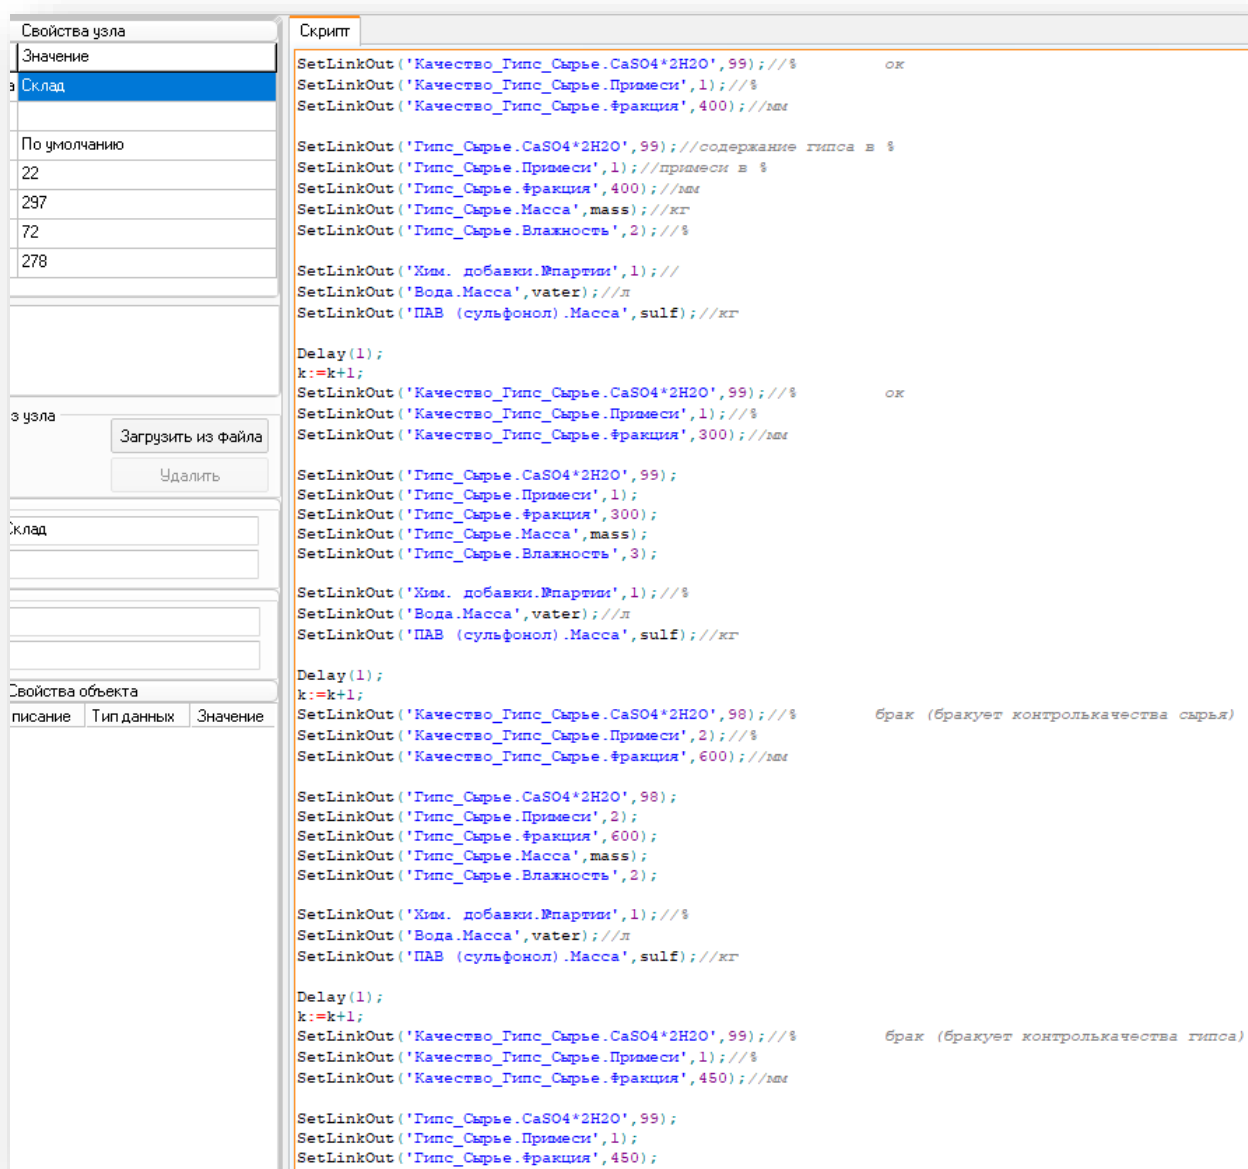 Свойства узла
Значение
а Склад
По умолчанию
22
297
72
278
з узла
Загрузить из файла
Удалить
Склад
Свойства объекта
писание Тип данных Значение
Скрипт
SetLinkOut('Качество_Гипс_Сырье.CaSO4*2H2O',99);//% ок
SetLinkOut('Качество_Гипс_Сырье.Примеси',1);//%
SetLinkOut('Качество_Гипс_Сырье.Фракция',400);//мм
SetLinkOut('Гипс_Сырье.CaSO4*2H2O',99);//содержание гипса в %
SetLinkOut('Гипс_Сырье.Примеси',1);//примеси в %
SetLinkOut('Гипс_Сырье.Фракция',400);//мм
SetLinkOut('Гипс_Сырье.Масса',mass);//кг
SetLinkOut('Гипс_Сырье.Влажность',2);//%
SetLinkOut('Хим. добавки.№партии',1);//
SetLinkOut('Вода.Масса',vater);//л
SetLinkOut('ПАВ (сульфонол).Масса',sulf);//кг
Delay(1);
k:=k+1;
SetLinkOut('Качество_Гипс_Сырье.CaSO4*2H2O',99);//% ок
SetLinkOut('Качество_Гипс_Сырье.Примеси',1);//%
SetLinkOut('Качество_Гипс_Сырье.Фракция',300);//мм
SetLinkOut('Гипс_Сырье.CaSO4*2H2O',99);
SetLinkOut('Гипс_Сырье.Примеси',1);
SetLinkOut('Гипс_Сырье.Фракция',300);
SetLinkOut('Гипс_Сырье.Масса',mass);
SetLinkOut('Гипс_Сырье.Влажность',3);
SetLinkOut('Хим. добавки.№партии',1);//%
SetLinkOut('Вода.Масса',vater);//л
SetLinkOut('ПАВ (сульфонол).Масса',sulf);//кг
Delay(1);
k:=k+1;
SetLinkOut('Качество_Гипс_Сырье.CaSO4*2H2O',98);//% брак (бракует контролькачества сырья)
SetLinkOut('Качество_Гипс_Сырье.Примеси',2);//%
SetLinkOut('Качество_Гипс_Сырье.Фракция',600);//мм
SetLinkOut('Гипс_Сырье.CaSO4*2H2O',98);
SetLinkOut('Гипс_Сырье.Примеси',2);
SetLinkOut('Гипс_Сырье.Фракция',600);
SetLinkOut('Гипс_Сырье.Масса',mass);
SetLinkOut('Гипс_Сырье.Влажность',2);
SetLinkOut('Хим. добавки.№партии',1);//%
SetLinkOut('Вода.Масса',vater);//л
SetLinkOut('ПАВ (сульфонол).Масса',sulf);//кг
Delay(1);
k:=k+1;
SetLinkOut('Качество_Гипс_Сырье.CaSO4*2H2O',99);//% брак (бракует контролькачества гипса)
SetLinkOut('Качество_Гипс_Сырье.Примеси',1);//%
SetLinkOut('Качество_Гипс_Сырье.Фракция',450);//мм
SetLinkOut('Гипс_Сырье.CaSO4*2H2O',99);
SetLinkOut('Гипс_Сырье.Примеси',1);
SetLinkOut('Гипс_Сырье.Фракция',450);